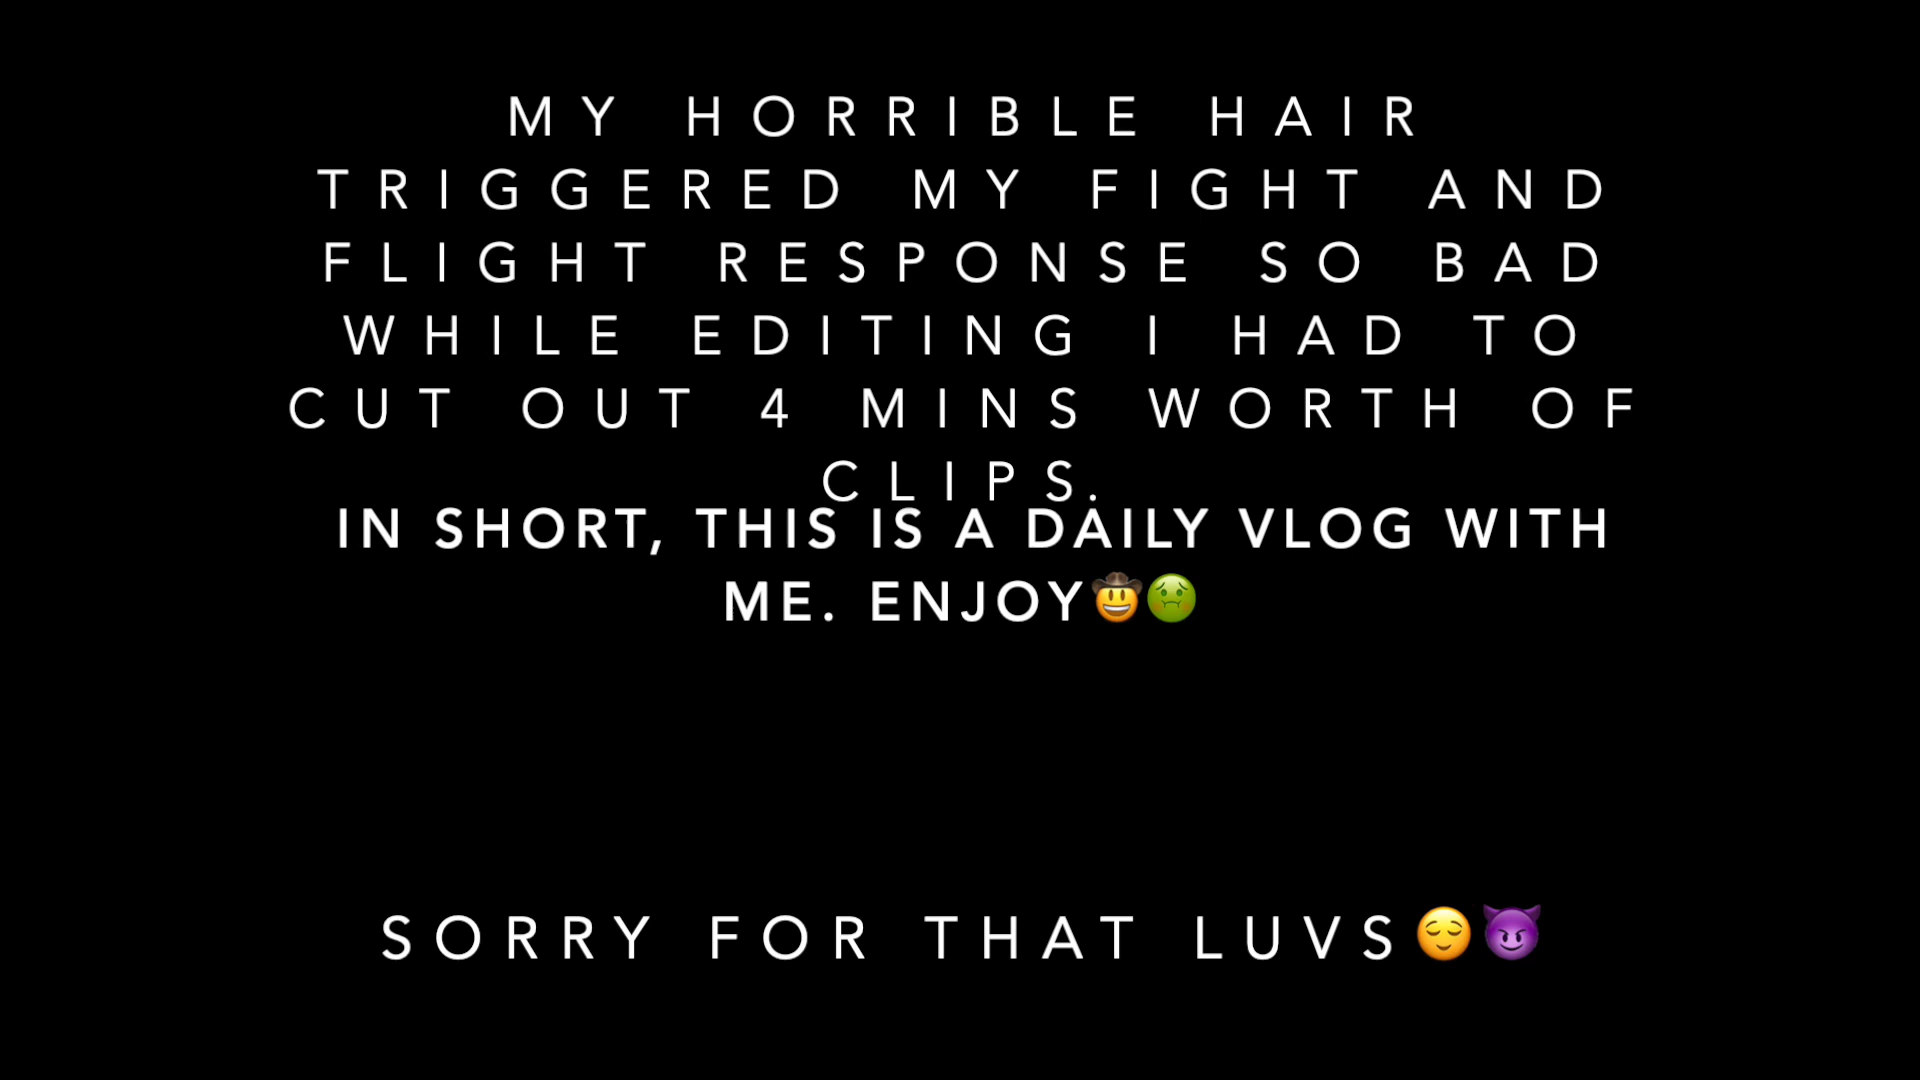 MY HORRIBLE HAIR
TRIGGERED MY FIGHT AND
FLIGHT RESPONSE SO BAD
WHILE EDITING I HAD TO
CUT OUT 4 MINS WORTH OF
CLIPS.
IN SHORT, THIS IS A DAILY VLOG WITH
ME. ENJOY🤠🤢
SORRY FOR THAT LUVS😌😈